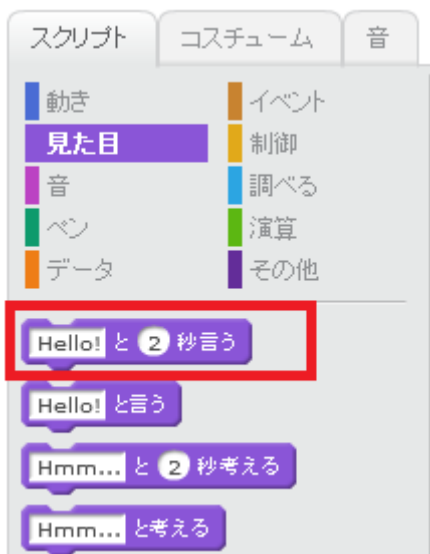 スクリプト コスチューム 音
動き イベント
見た目 制御
音 調べる
ペン 演算
データ その他
Hello! と 2 秒言う
Hello! と言う
Hmm... と 2 秒考える
Hmm... と考える